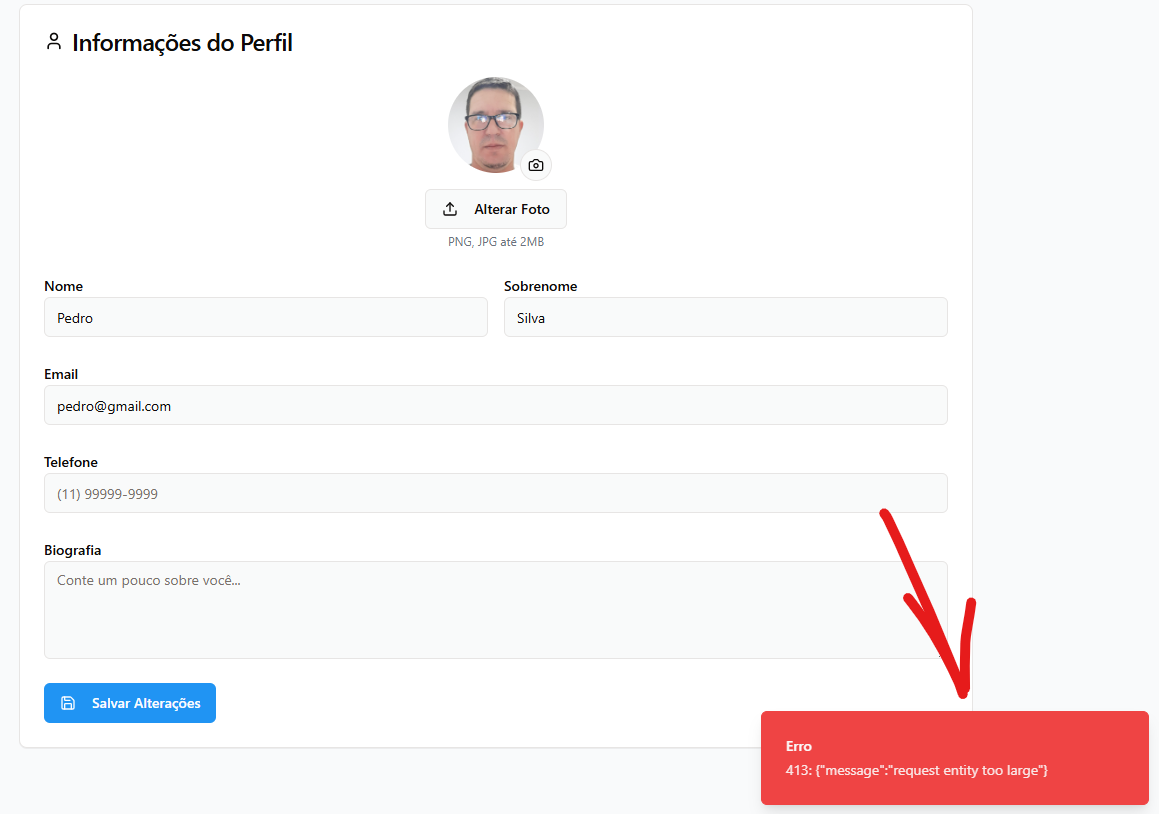 Informações do Perfil
Alterar Foto
PNG, JPG até 2MB
Nome
Sobrenome
Pedro
Silva
Email
pedro@gmail.com
Telefone
(11) 99999-9999
Biografia
Conte um pouco sobre você...
Salvar Alterações
Erro
413: {"message":"request entity too large"}